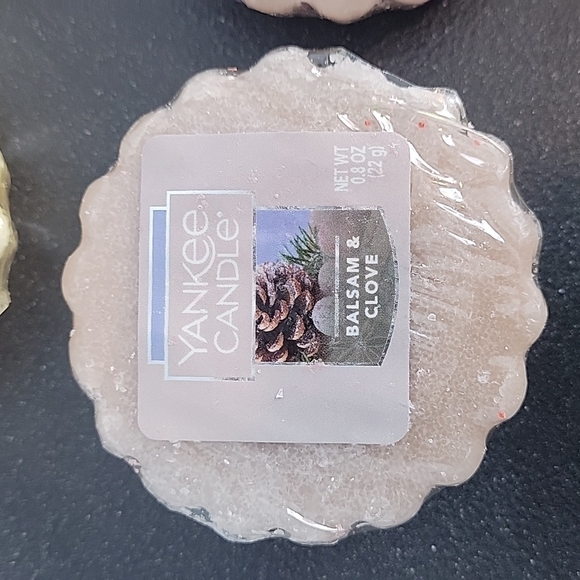 YANKEE
CANDLE®
BALSAM &
CLOVE
NET WT
0.8 OZ
(22 g)